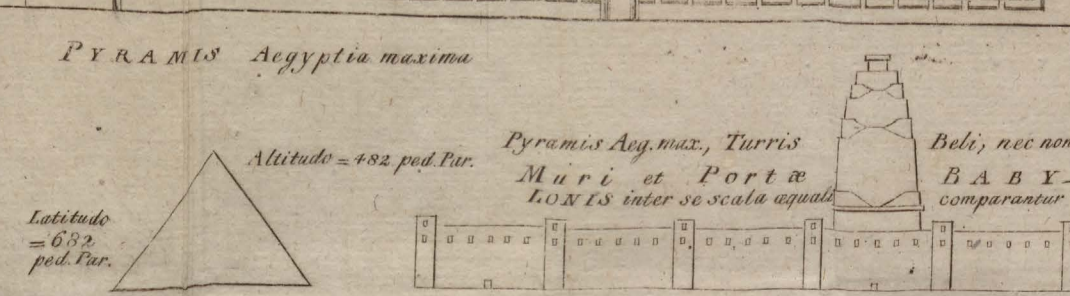 PYRAMIS Aegyptia maxima
Altitudo = 482 ped. Par.
Latitudo
= 682
ped. Par.
Pyramis Aeg. max., Turris Beli, nec non
Muri et Portæ BABY-
LONIS inter se scala æquali comparantur